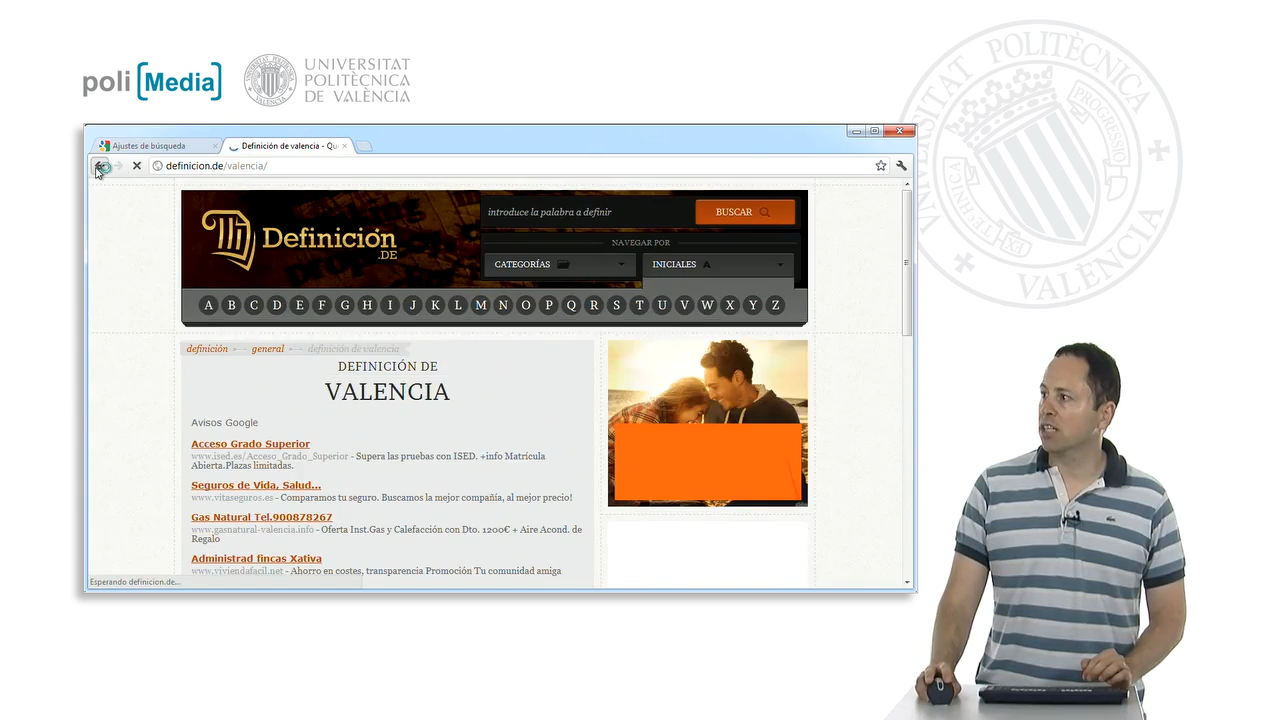 poli[Media]
UNIVERSITAT
POLITÈCNICA
DE VALÈNCIA
UNIVERSITAT POLITÈCNICA
VALÈNCIA
Ajustes de búsqueda
Definición de valencia - Qu
definicion.de/valencia/
Definición
.DE
introduce la palabra a definir
BUSCAR
NAVEGAR POR
CATEGORÍAS
INICIALES A
A B C D E F G H I J K L M N O P Q R S T U V W X Y Z
definición general definición de valencia
DEFINICIÓN DE
VALENCIA
Avisos Google
Acceso Grado Superior
www.ised.es/Acceso_Grado_Superior - Supera las pruebas con ISED. +info Matrícula
Abierta.Plazas limitadas.
Seguros de Vida, Salud...
www.vitaseguros.es - Comparamos tu seguro. Buscamos la mejor compañía, al mejor precio!
Gas Natural Tel.900878267
www.gasnatural-valencia.info - Oferta Inst.Gas y Calefacción con Dto. 1200€ + Aire Acond. de
Regalo
Administrad fincas Xativa
www.viviendafacil.net - Ahorro en costes, transparencia Promoción Tu comunidad amiga
Esperando definicion.de...